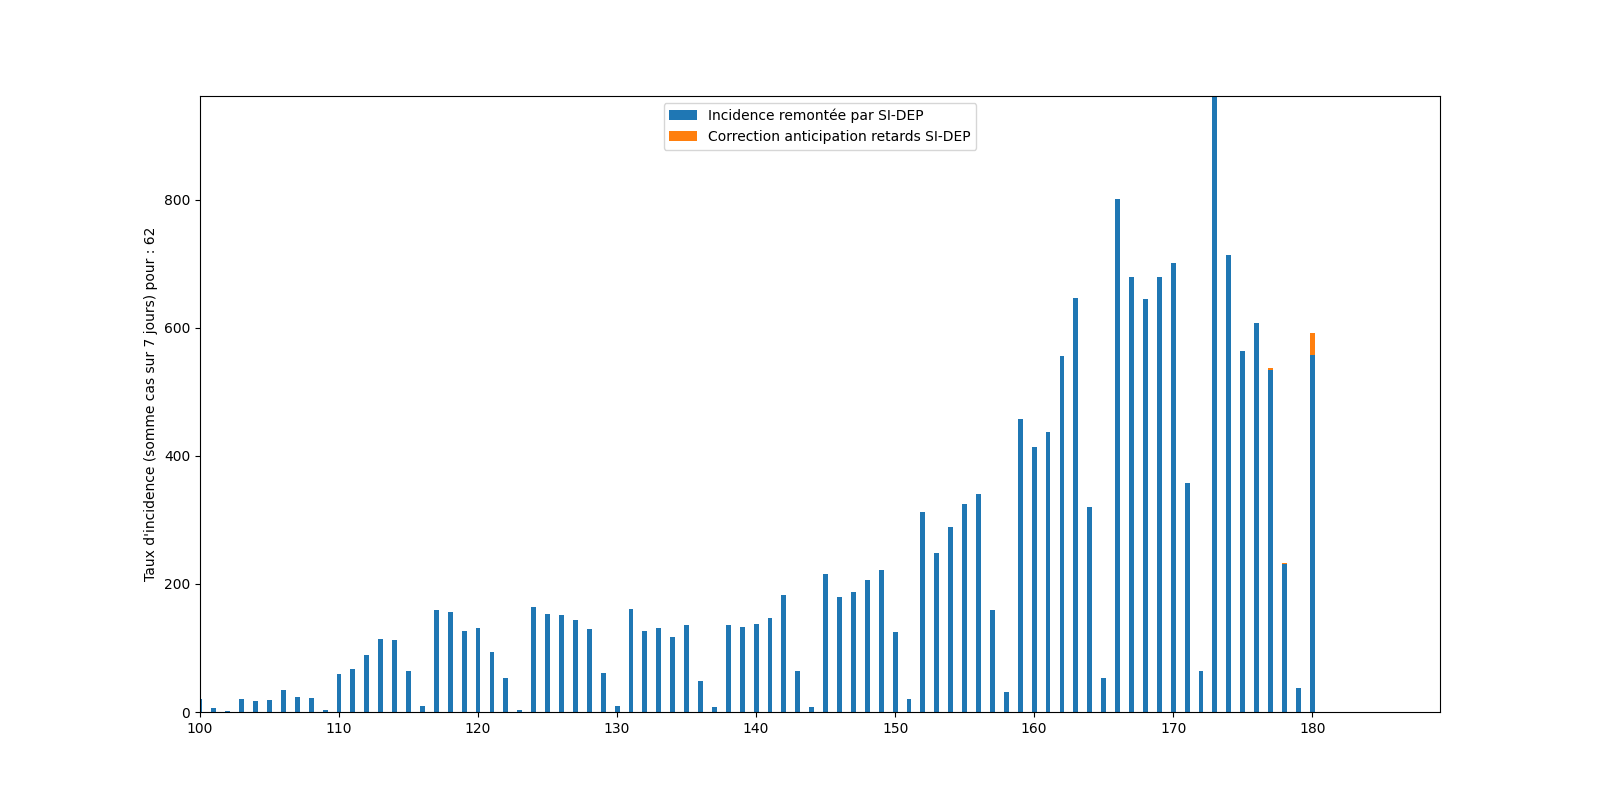 Incidence remontée par SI-DEP
Correction anticipation retards SI-DEP
Taux d'incidence (somme cas sur 7 jours) pour : 62
800
600
400
200
0
100 110 120 130 140 150 160 170 180